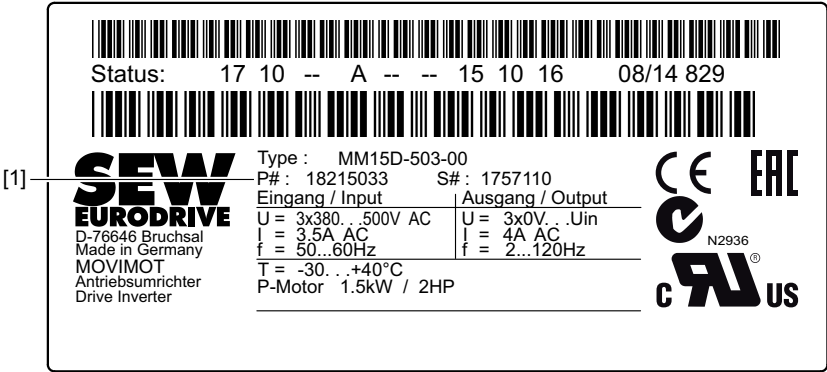 Status: 17 10 -- A -- -- 15 10 16 08/14 829
[1]
SEW
EURODRIVE
D-76646 Bruchsal
Made in Germany
MOVIMOT
Antriebsumrichter
Drive Inverter
Type : MM15D-503-00
P# : 18215033 S# : 1757110
Eingang / Input Ausgang / Output
U = 3x380. . .500V AC U = 3x0V. . .Uin
I = 3.5A AC I = 4A AC
f = 50...60Hz f = 2...120Hz
T = -30. . .+40°C
P-Motor 1.5kW / 2HP
CE EAC
N2936
C RU ® US